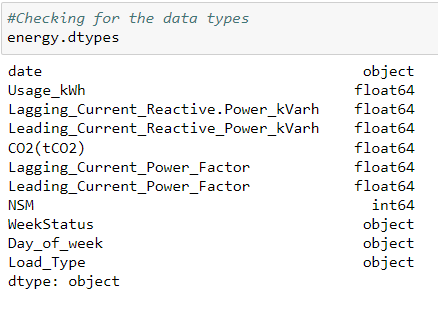 #Checking for the data types
energy.dtypes
date object
Usage_kWh float64
Lagging_Current_Reactive.Power_kVarh float64
Leading_Current_Reactive_Power_kVarh float64
CO2(tCO2) float64
Lagging_Current_Power_Factor float64
Leading_Current_Power_Factor float64
NSM int64
WeekStatus object
Day_of_week object
Load_Type object
dtype: object